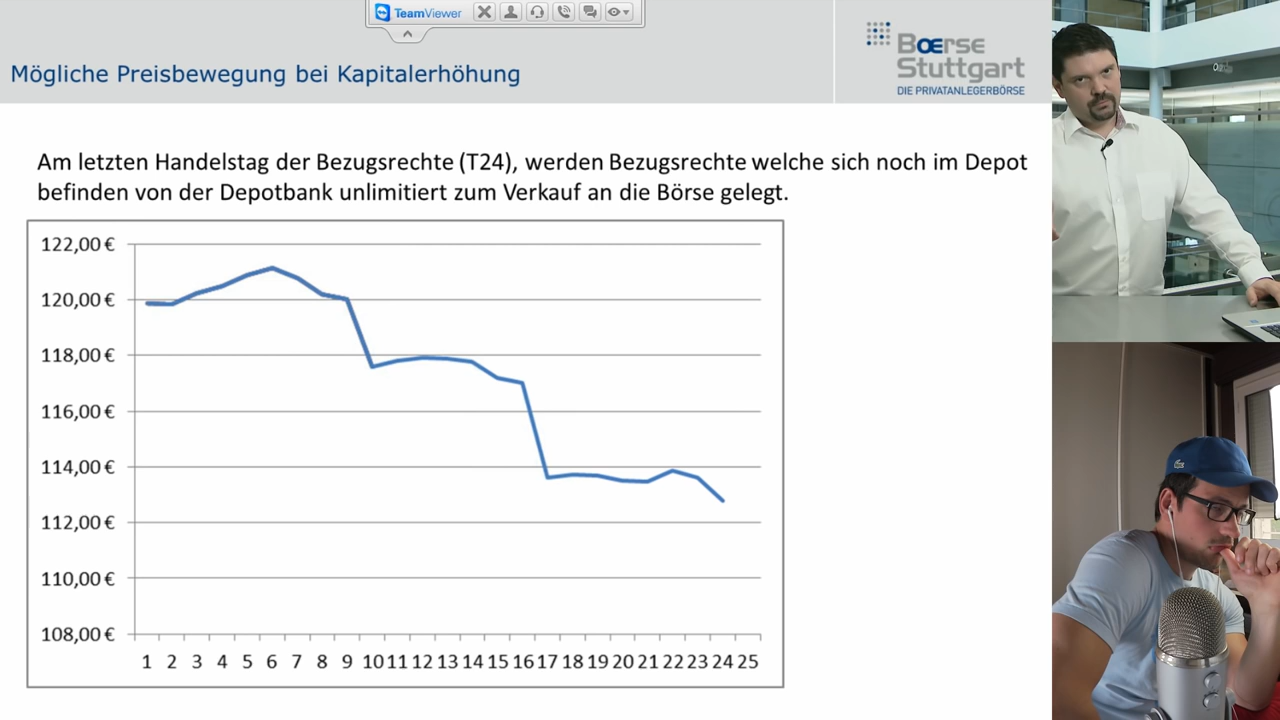 TeamViewer
Mögliche Preisbewegung bei Kapitalerhöhung
BŒRSE
Stuttgart
DIE PRIVATANLEGERBÖRSE
Am letzten Handelstag der Bezugsrechte (T24), werden Bezugsrechte welche sich noch im Depot
befinden von der Depotbank unlimitiert zum Verkauf an die Börse gelegt.
122,00 €
120,00 €
118,00 €
116,00 €
114,00 €
112,00 €
110,00 €
108,00 €
1 2 3 4 5 6 7 8 9 10 11 12 13 14 15 16 17 18 19 20 21 22 23 24 25